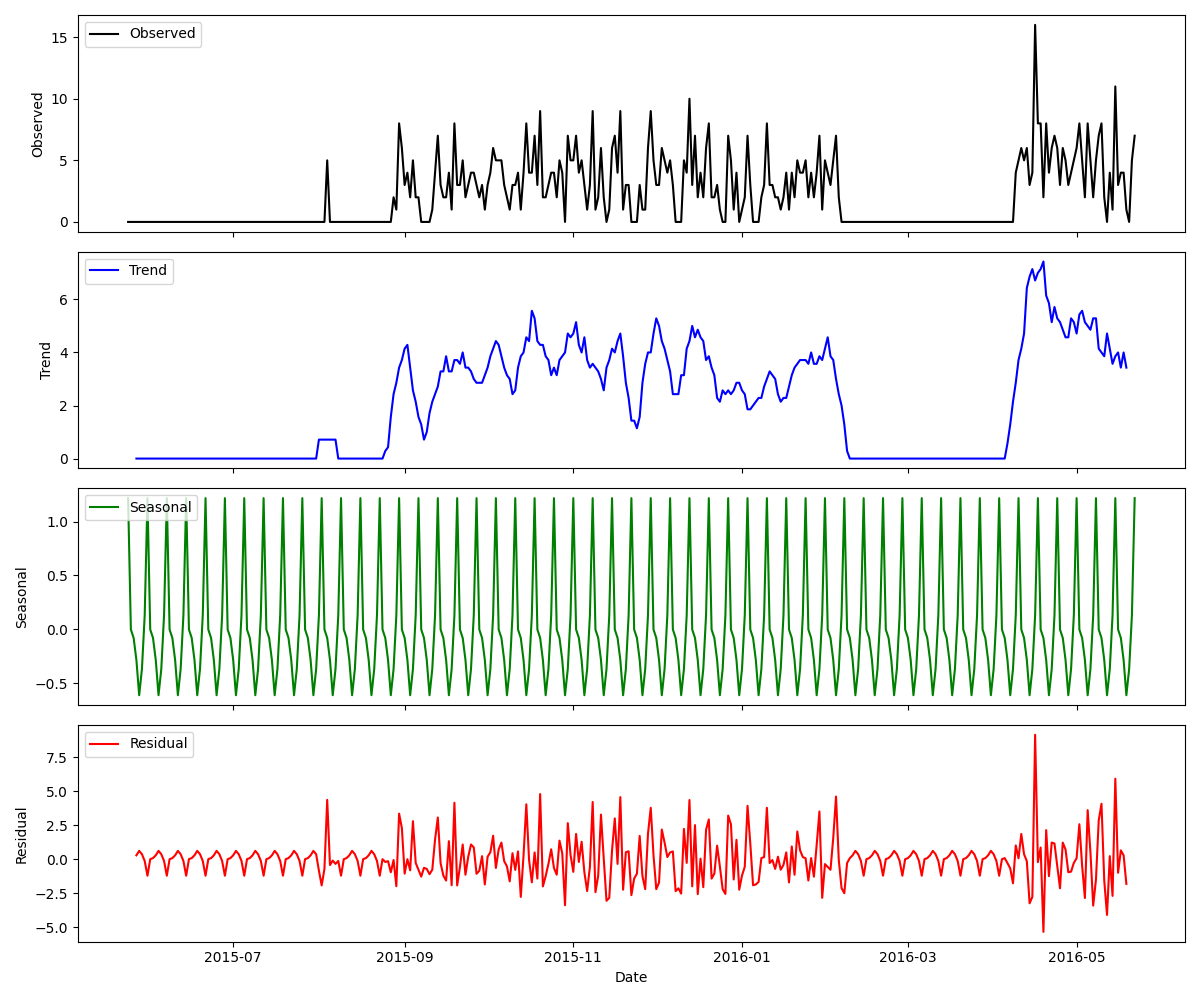 Observed
15
10
5
0
Observed
Trend
6
4
2
0
Trend
Seasonal
1.0
0.5
0.0
−0.5
Seasonal
Residual
7.5
5.0
2.5
0.0
−2.5
−5.0
Residual
2015-07 2015-09 2015-11 2016-01 2016-03 2016-05
Date